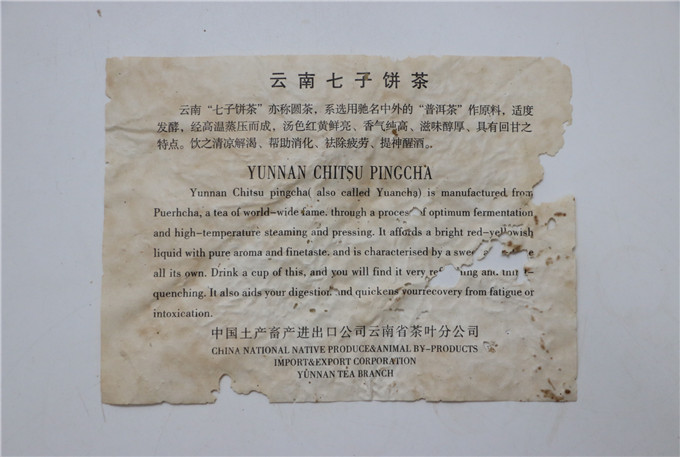 云南七子饼茶
云南“七子饼茶”亦称圆茶，系选用驰名中外的“普洱茶”作原料，适度
发酵，经高温蒸压而成，汤色红黄鲜亮、香气纯高、滋味醇厚、具有回甘之
特点。饮之清凉解渴、帮助消化、祛除疲劳、提神醒酒。
YUNNAN CHITSU PINGCHA
Yunnan Chitsu pingcha( also called Yuancha) is manufactured from
Puerhcha, a tea of world-wide fame. through a process of optimum fermentation
and high-temperature steaming and pressing. It affords a bright red-yellowish
liquid with pure aroma and finetaste. and is characterised by a
all its own. Drink a cup of this, and you will find it very
quenching. It also aids your digestion and quickens yourrecovery from fatigue or
intoxication.
中国土产畜产进出口公司云南省茶叶分公司
CHINA NATIONAL NATIVE PRODUCE&ANIMAL BY-PRODUCTS
IMPORT&EXPORT CORPORATION
YUNNAN TEA BRANCH